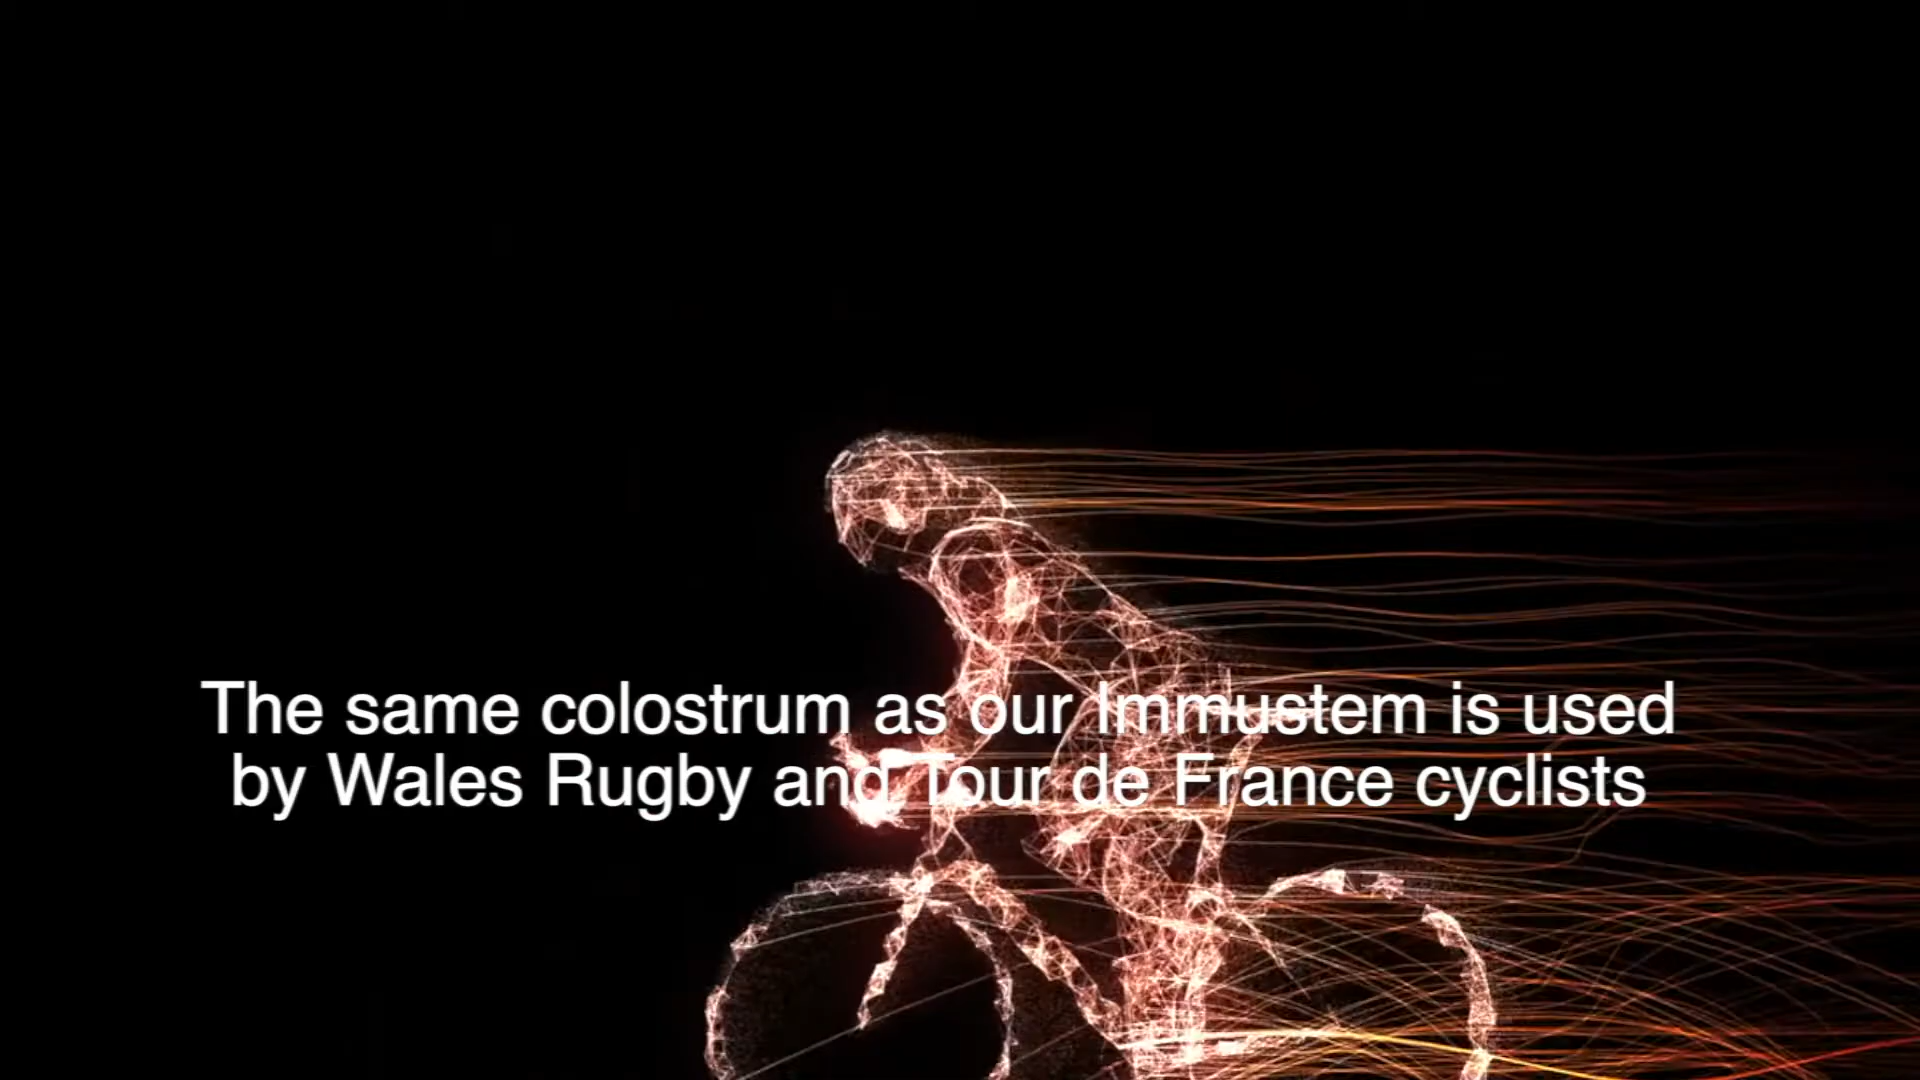 The same colostrum as our Immustem is used
by Wales Rugby and Tour de France cyclists